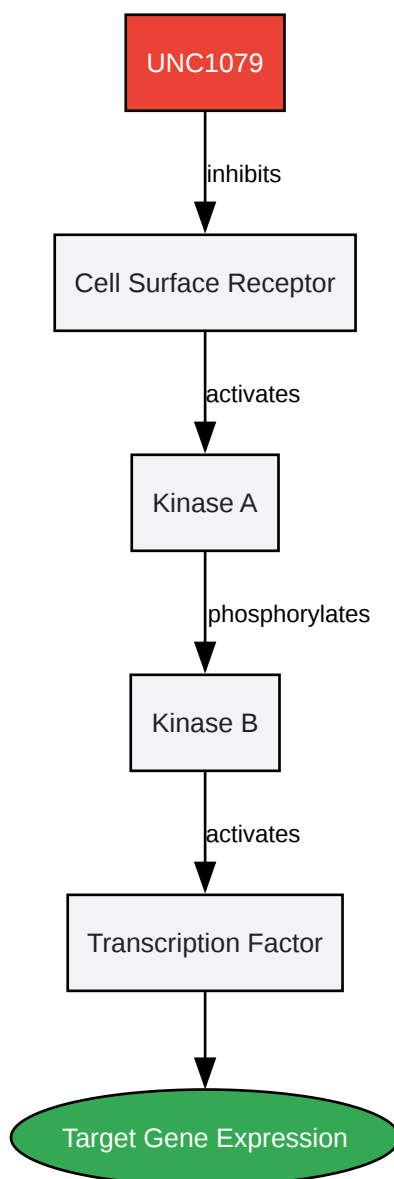 UNC1079
inhibits
Cell Surface Receptor
activates
Kinase A
phosphorylates
Kinase B
activates
Transcription Factor
Target Gene Expression